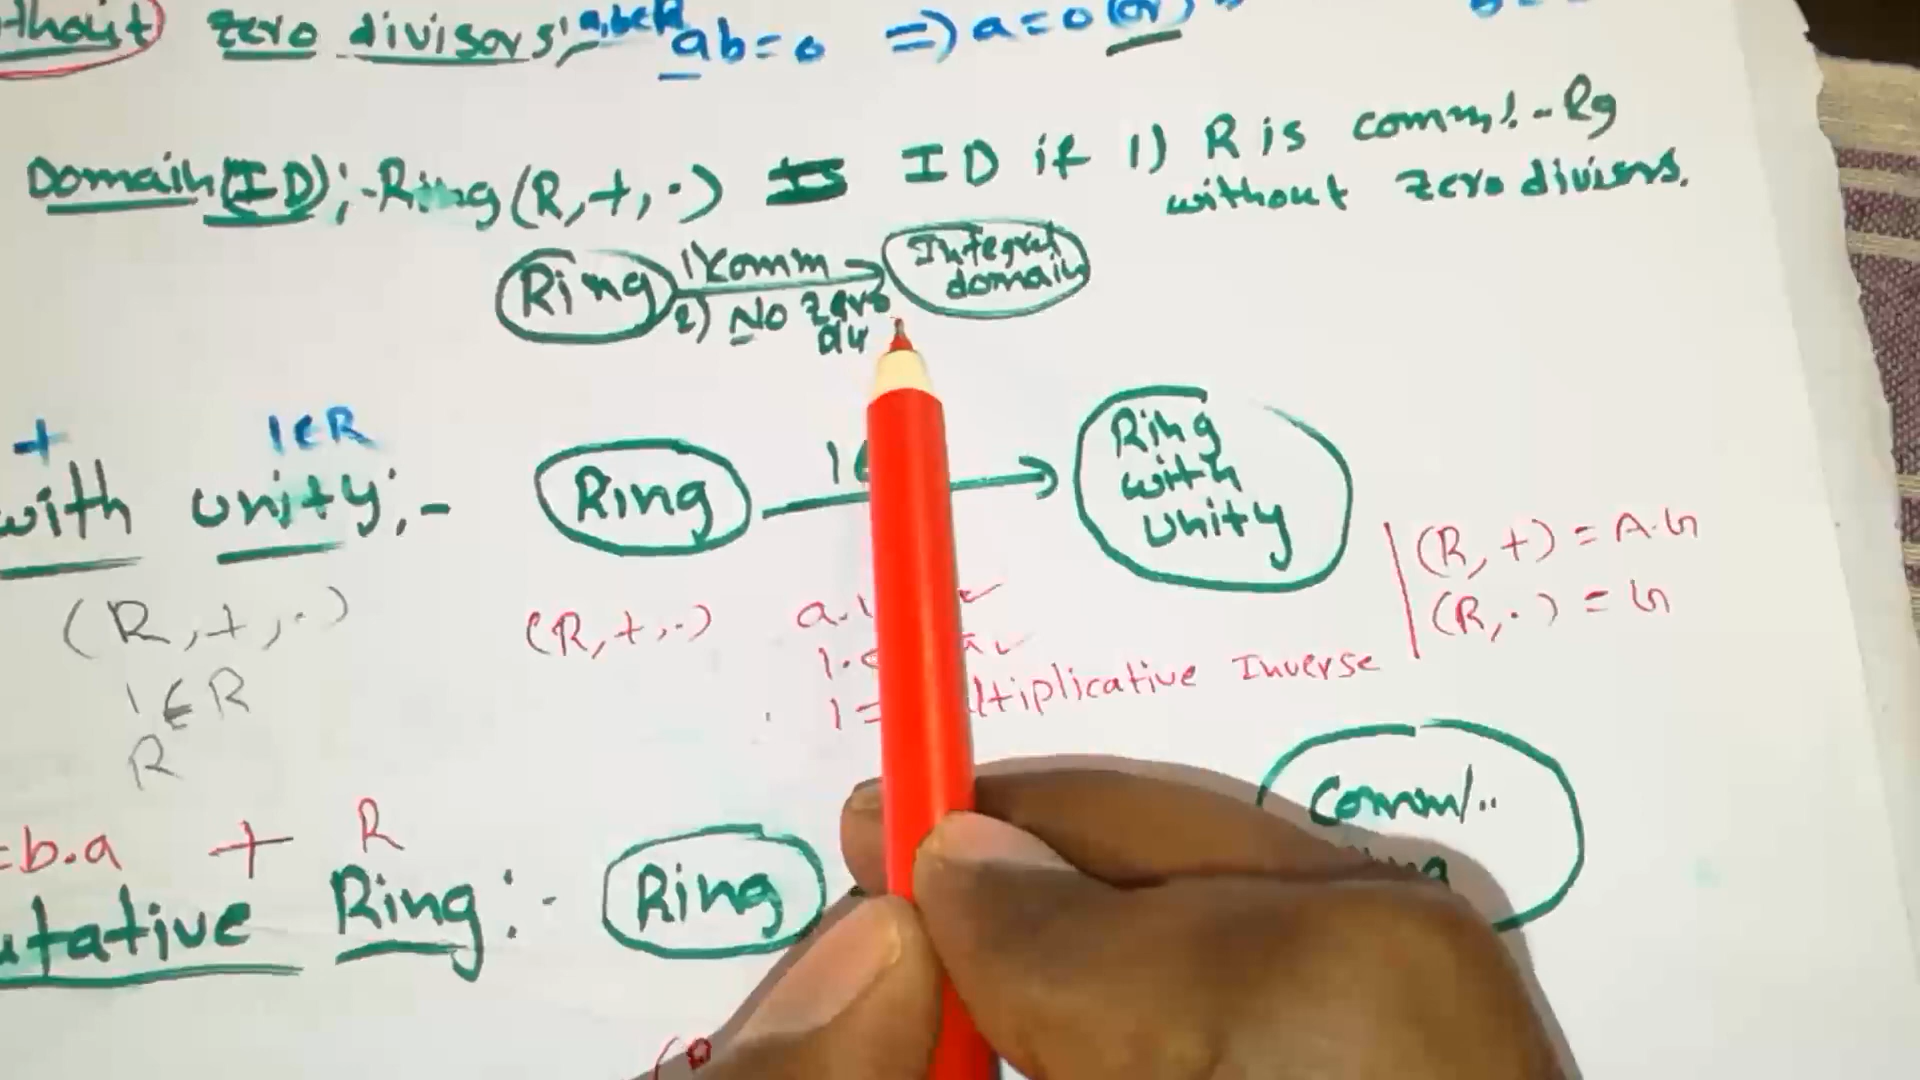 zero divisors; a,b∈R ab=0 ⇒ a=0 (or)
Domain (ID):- Ring (R,+,·) Is ID if 1) R is comm/.-Rg
without zero divisors.
Ring 1) comm 2) No zero div Integral domain
+ 1∈R
with unity:- Ring Ring with unity
(R,+,·) (R,+,·) | (R,+) = A.G
(R,·) = G
1∈R ltiplicative Inverse
R
=b.a + R
Comm/..
utative Ring:- Ring